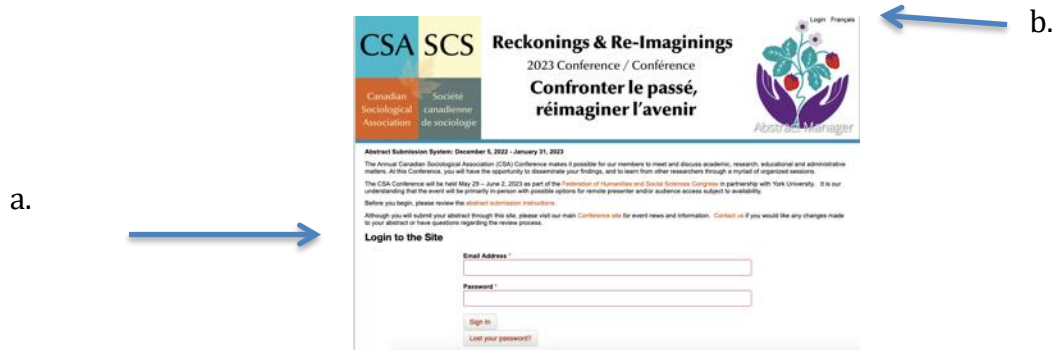 Login Français
b.
CSA SCS
Canadian Sociological Association
Société canadienne de sociologie
Reckonings & Re-Imaginings
2023 Conference / Conférence
Confronter le passé,
réimaginer l'avenir
Abstract Manager
Abstract Submission System: December 5, 2022 - January 31, 2023
The Annual Canadian Sociological Association (CSA) Conference makes it possible for our members to meet and discuss academic, research, educational and administrative
matters. At this Conference, you will have the opportunity to disseminate your findings, and to learn from other researchers through a myriad of organized sessions.
The CSA Conference will be held May 29 – June 2, 2023 as part of the Federation of Humanities and Social Sciences Congress in partnership with York University. It is our
understanding that the event will be primarily in-person with possible options for remote presenter and/or audience access subject to availability.
Before you begin, please review the abstract submission instructions.
a.
Although you will submit your abstract through this site, please visit our main Conference site for event news and information. Contact us if you would like any changes made
to your abstract or have questions regarding the review process.
Login to the Site
Email Address *
Password *
Sign In
Lost your password?